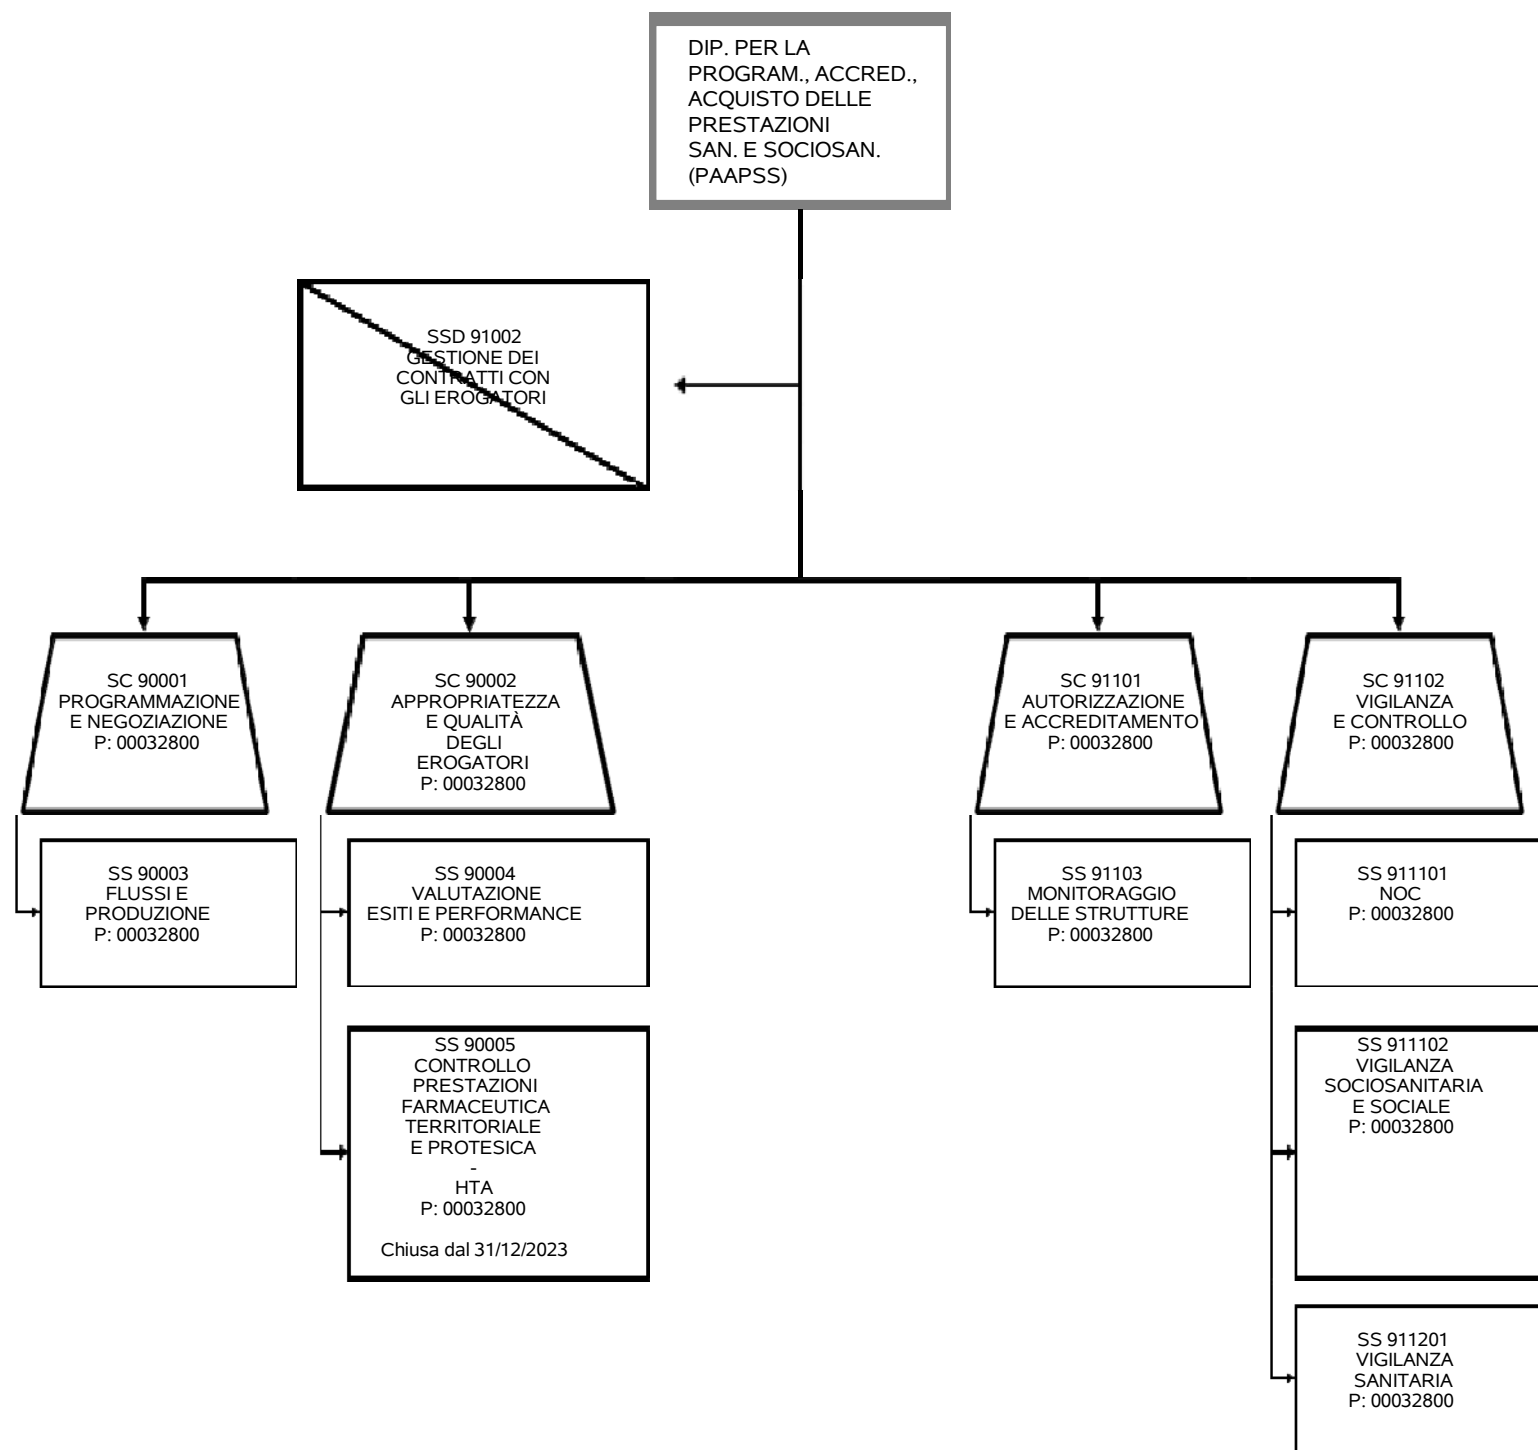 DIP. PER LA
PROGRAM., ACCRED.,
ACQUISTO DELLE
PRESTAZIONI
SAN. E SOCIOSAN.
(PAAPSS)
SSD 91002
GESTIONE DEI
CONTRATTI CON
GLI EROGATORI
SC 90001
PROGRAMMAZIONE
E NEGOZIAZIONE
P: 00032800
SC 90002
APPROPRIATEZZA
E QUALITÀ
DEGLI
EROGATORI
P: 00032800
SC 91101
AUTORIZZAZIONE
E ACCREDITAMENTO
P: 00032800
SC 91102
VIGILANZA
E CONTROLLO
P: 00032800
SS 90003
FLUSSI E
PRODUZIONE
P: 00032800
SS 90004
VALUTAZIONE
ESITI E PERFORMANCE
P: 00032800
SS 91103
MONITORAGGIO
DELLE STRUTTURE
P: 00032800
SS 911101
NOC
P: 00032800
SS 90005
CONTROLLO
PRESTAZIONI
FARMACEUTICA
TERRITORIALE
E PROTESICA
-
HTA
P: 00032800
Chiusa dal 31/12/2023
SS 911102
VIGILANZA
SOCIOSANITARIA
E SOCIALE
P: 00032800
SS 911201
VIGILANZA
SANITARIA
P: 00032800